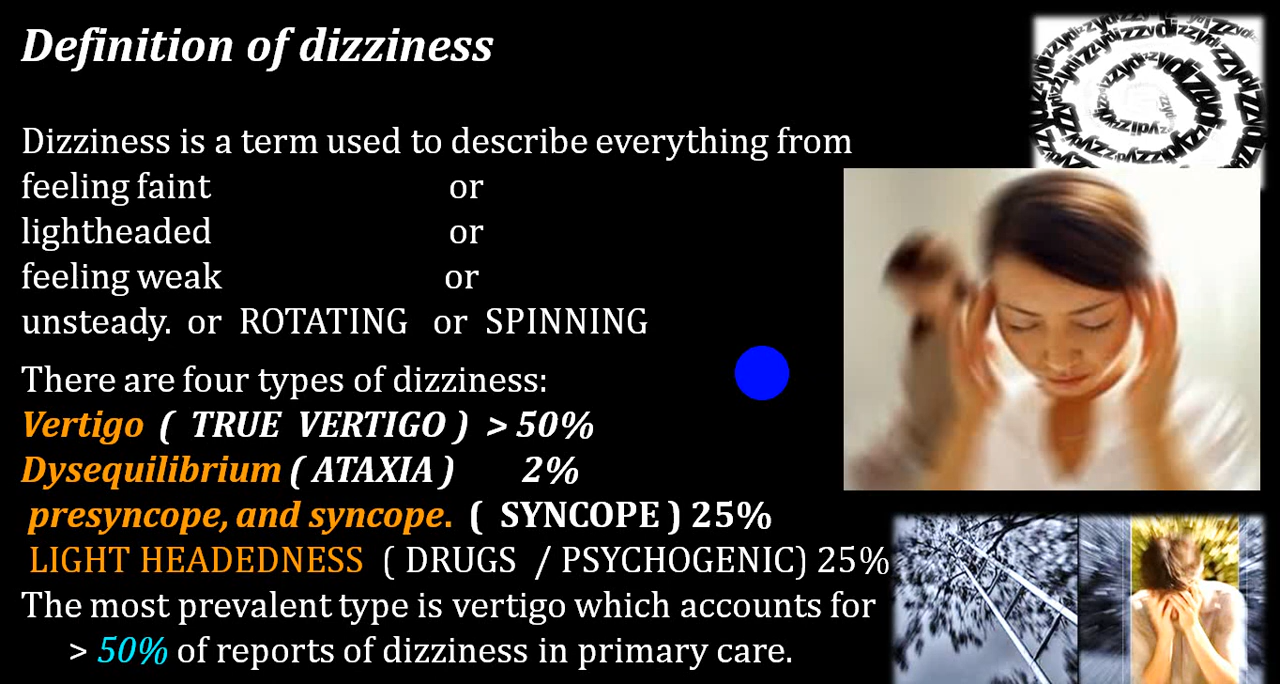 Definition of dizziness
Dizziness is a term used to describe everything from
feeling faint or
lightheaded or
feeling weak or
unsteady. or ROTATING or SPINNING
There are four types of dizziness:
Vertigo ( TRUE VERTIGO ) > 50%
Dysequilibrium ( ATAXIA ) 2%
presyncope, and syncope. ( SYNCOPE ) 25%
LIGHT HEADEDNESS ( DRUGS / PSYCHOGENIC) 25%
The most prevalent type is vertigo which accounts for
> 50% of reports of dizziness in primary care.